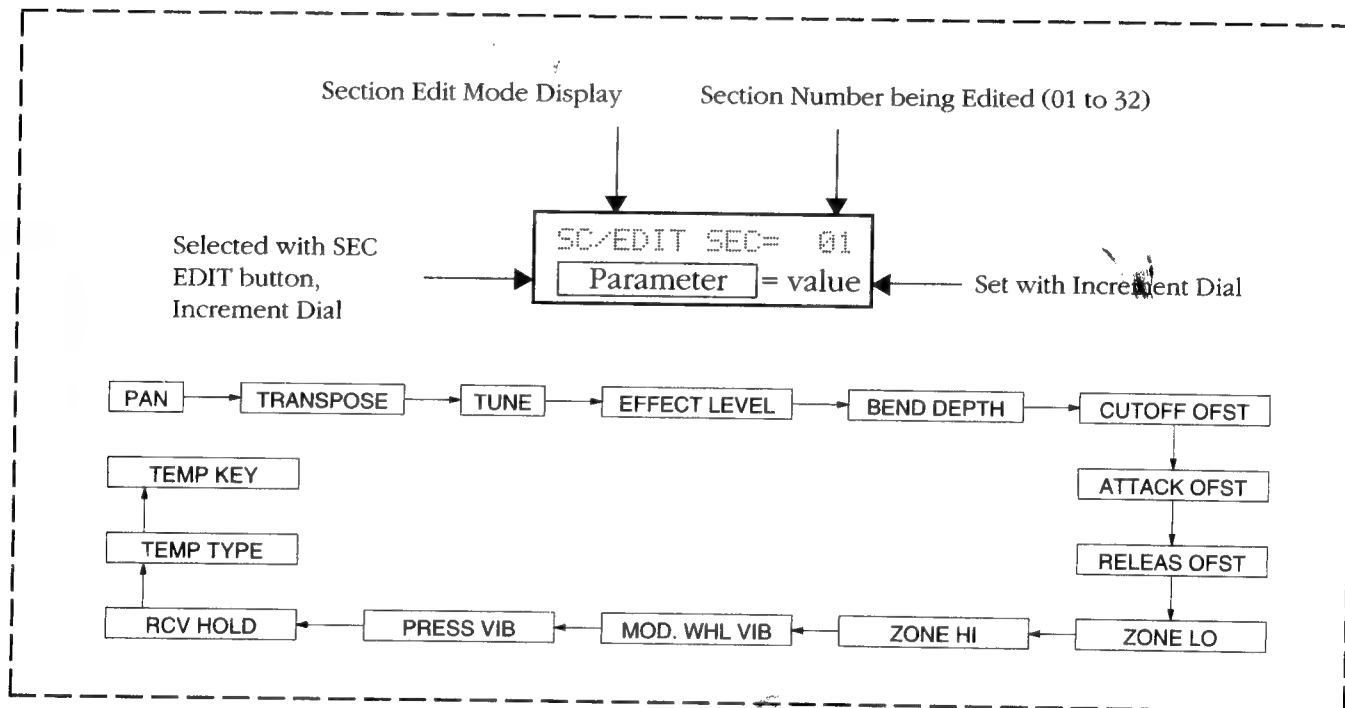 Section Edit Mode Display
Section Number being Edited (01 to 32)
SC/EDIT SEC= 01
Parameter = value
Selected with SEC
EDIT button,
Increment Dial
Set with Increment Dial
PAN
TRANSPOSE
TUNE
EFFECT LEVEL
BEND DEPTH
CUTOFF OFST
ATTACK OFST
RELEAS OFST
ZONE LO
ZONE HI
MOD. WHL VIB
PRESS VIB
RCV HOLD
TEMP TYPE
TEMP KEY